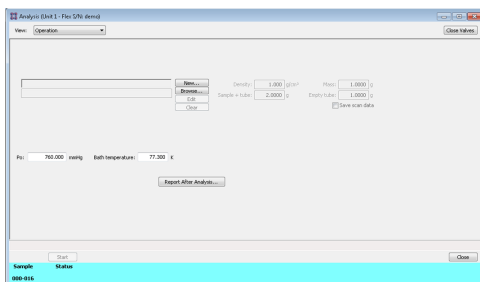 Analysis (Unit 1 - Flex S/N: demo)
View: Operation Close Valves
New... Density: 1.000 g/cm³ Mass: 1.0000 g
Browse... Sample + tube: 2.0000 g Empty tube: 1.0000 g
Edit Save scan data
Clear
Po: 760.000 mmHg Bath temperature: 77.300 K
Report After Analysis...
Start Close
Sample Status
000-016